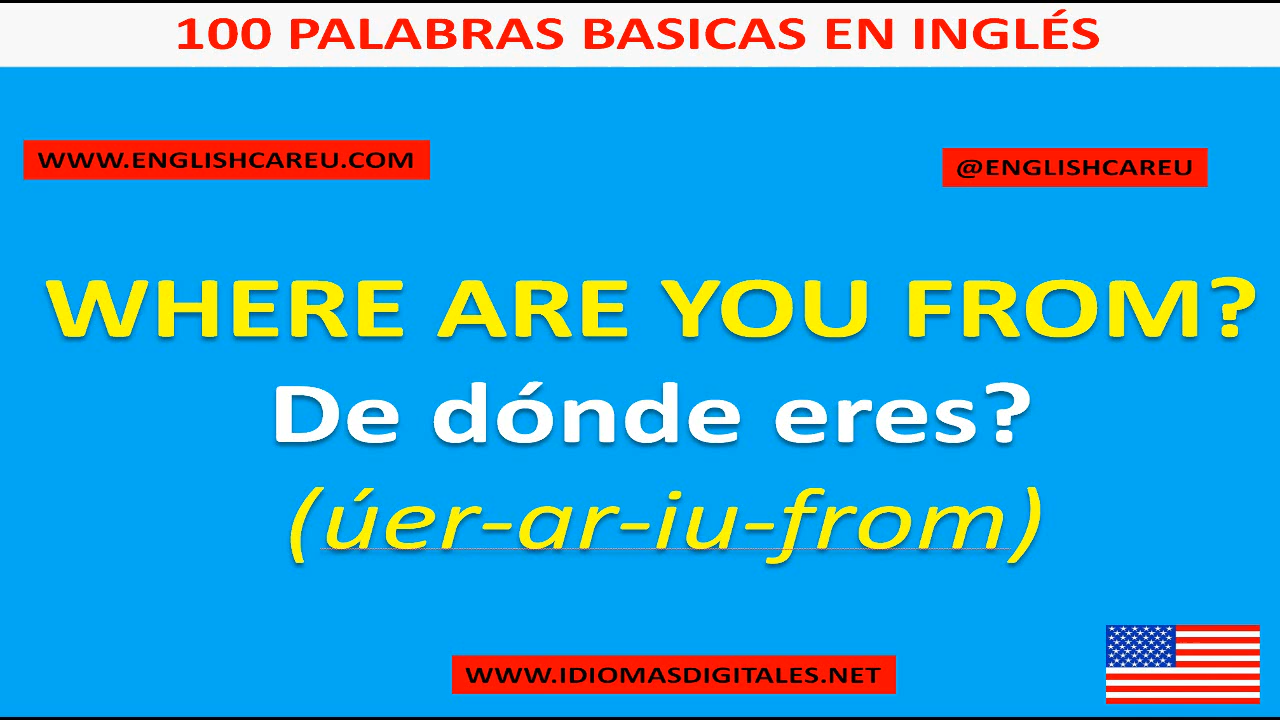 100 PALABRAS BASICAS EN INGLÉS
WWW.ENGLISHCAREU.COM
@ENGLISHCAREU
WHERE ARE YOU FROM?
De dónde eres?
(úer-ar-iu-from)
WWW.IDIOMASDIGITALES.NET